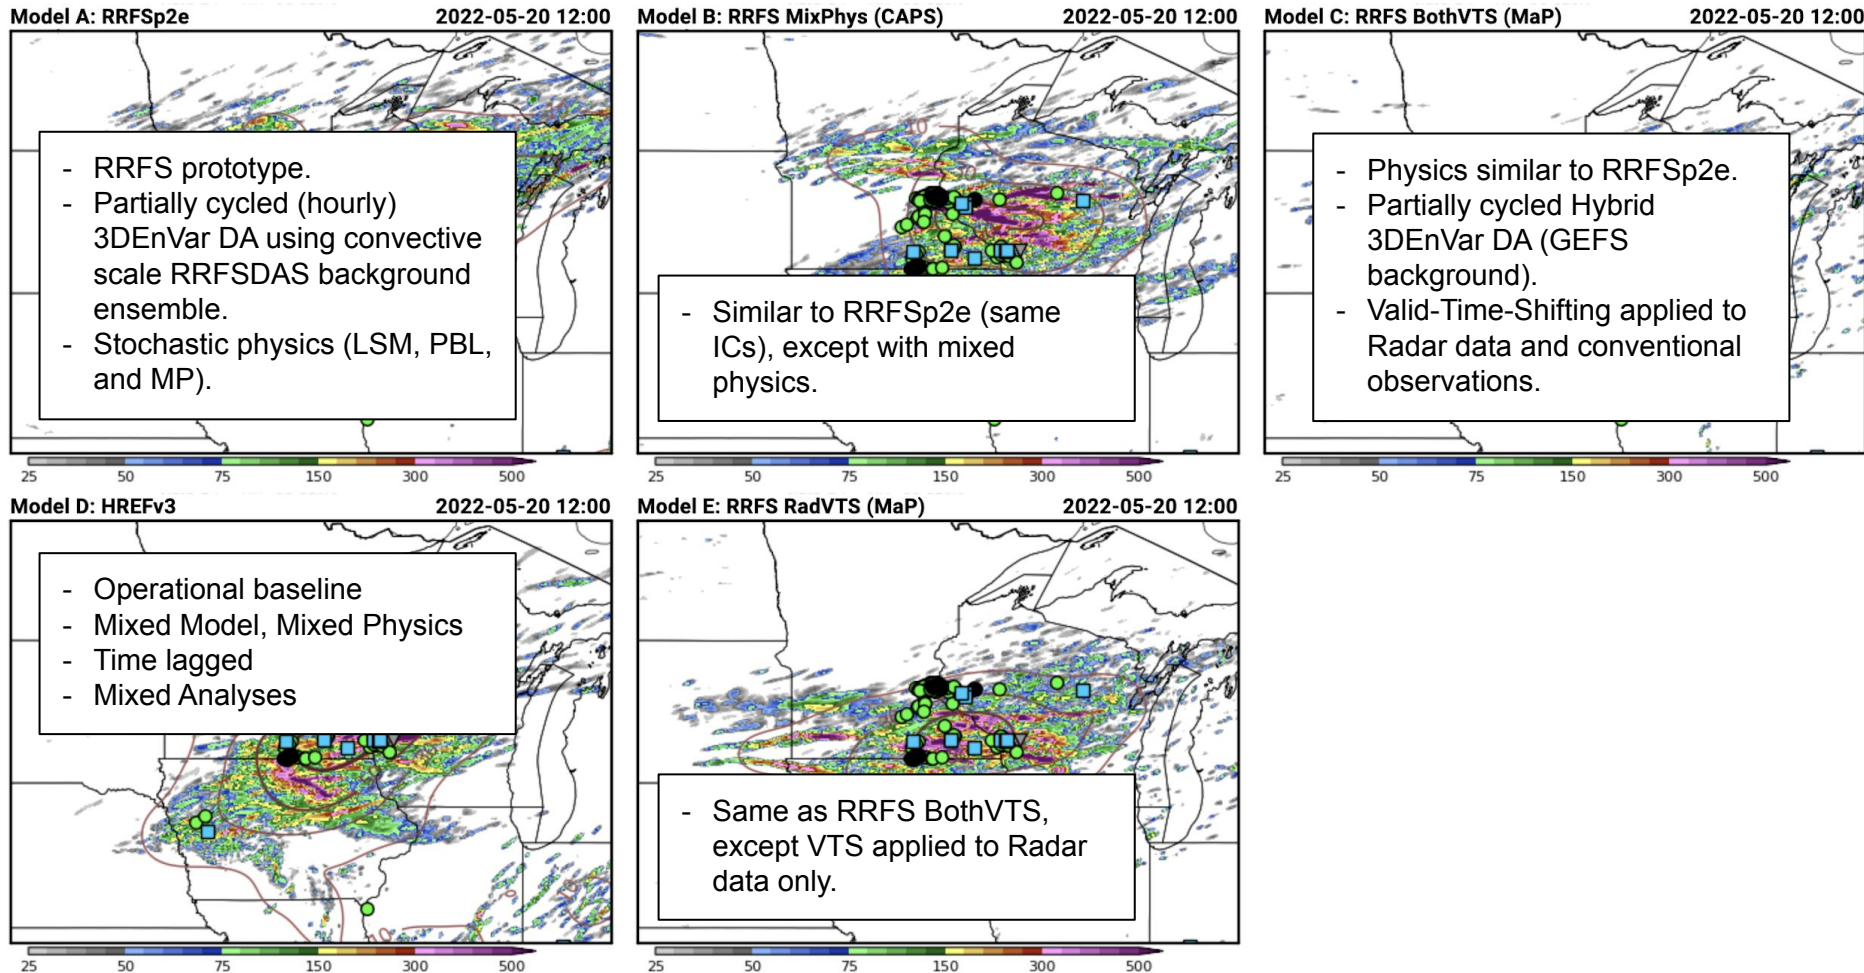 Model A: RRFSp2e 2022-05-20 12:00
- RRFS prototype.
- Partially cycled (hourly)
3DEnVar DA using convective
scale RRFSDAS background
ensemble.
- Stochastic physics (LSM, PBL,
and MP).
25 50 75 150 300 500
Model B: RRFS MixPhys (CAPS) 2022-05-20 12:00
10
- Similar to RRFSp2e (same
ICs), except with mixed
physics.
25 50 75 150 300 500
Model C: RRFS BothVTS (MaP) 2022-05-20 12:00
- Physics similar to RRFSp2e.
- Partially cycled Hybrid
3DEnVar DA (GEFS
background).
- Valid-Time-Shifting applied to
Radar data and conventional
observations.
25 50 75 150 300 500
Model D: HREFv3 2022-05-20 12:00
- Operational baseline
- Mixed Model, Mixed Physics
- Time lagged
- Mixed Analyses
25 50 75 150 300 500
Model E: RRFS RadVTS (MaP) 2022-05-20 12:00
- Same as RRFS BothVTS,
except VTS applied to Radar
data only.
25 50 75 150 300 500